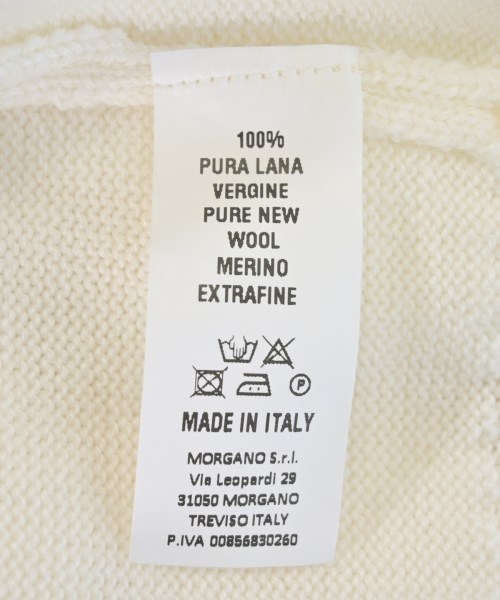 100%
PURA LANA
VERGINE
PURE NEW
WOOL
MERINO
EXTRAFINE
P
MADE IN ITALY
MORGANO S.r.l.
Via Leopardi 29
31050 MORGANO
TREVISO ITALY
P.IVA 00856830260